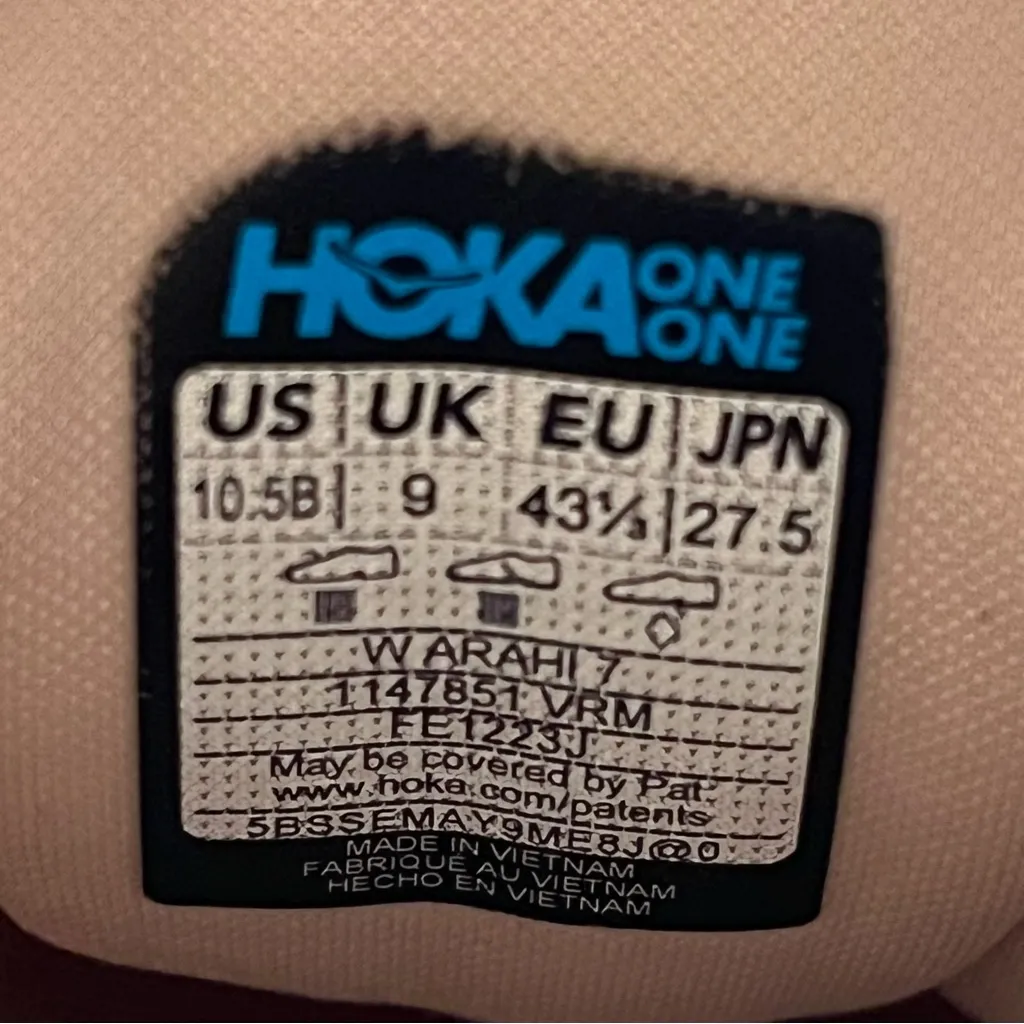 HOKA ONE ONE
US UK EU JPN
10.5B 9 43⅓ 27.5
W ARAHI 7
1147851 VRM
FE1223J
May be covered by Pat.
www.hoka.com/patents
5BSSEMAY9ME8J@0
MADE IN VIETNAM
FABRIQUÉ AU VIETNAM
HECHO EN VIETNAM